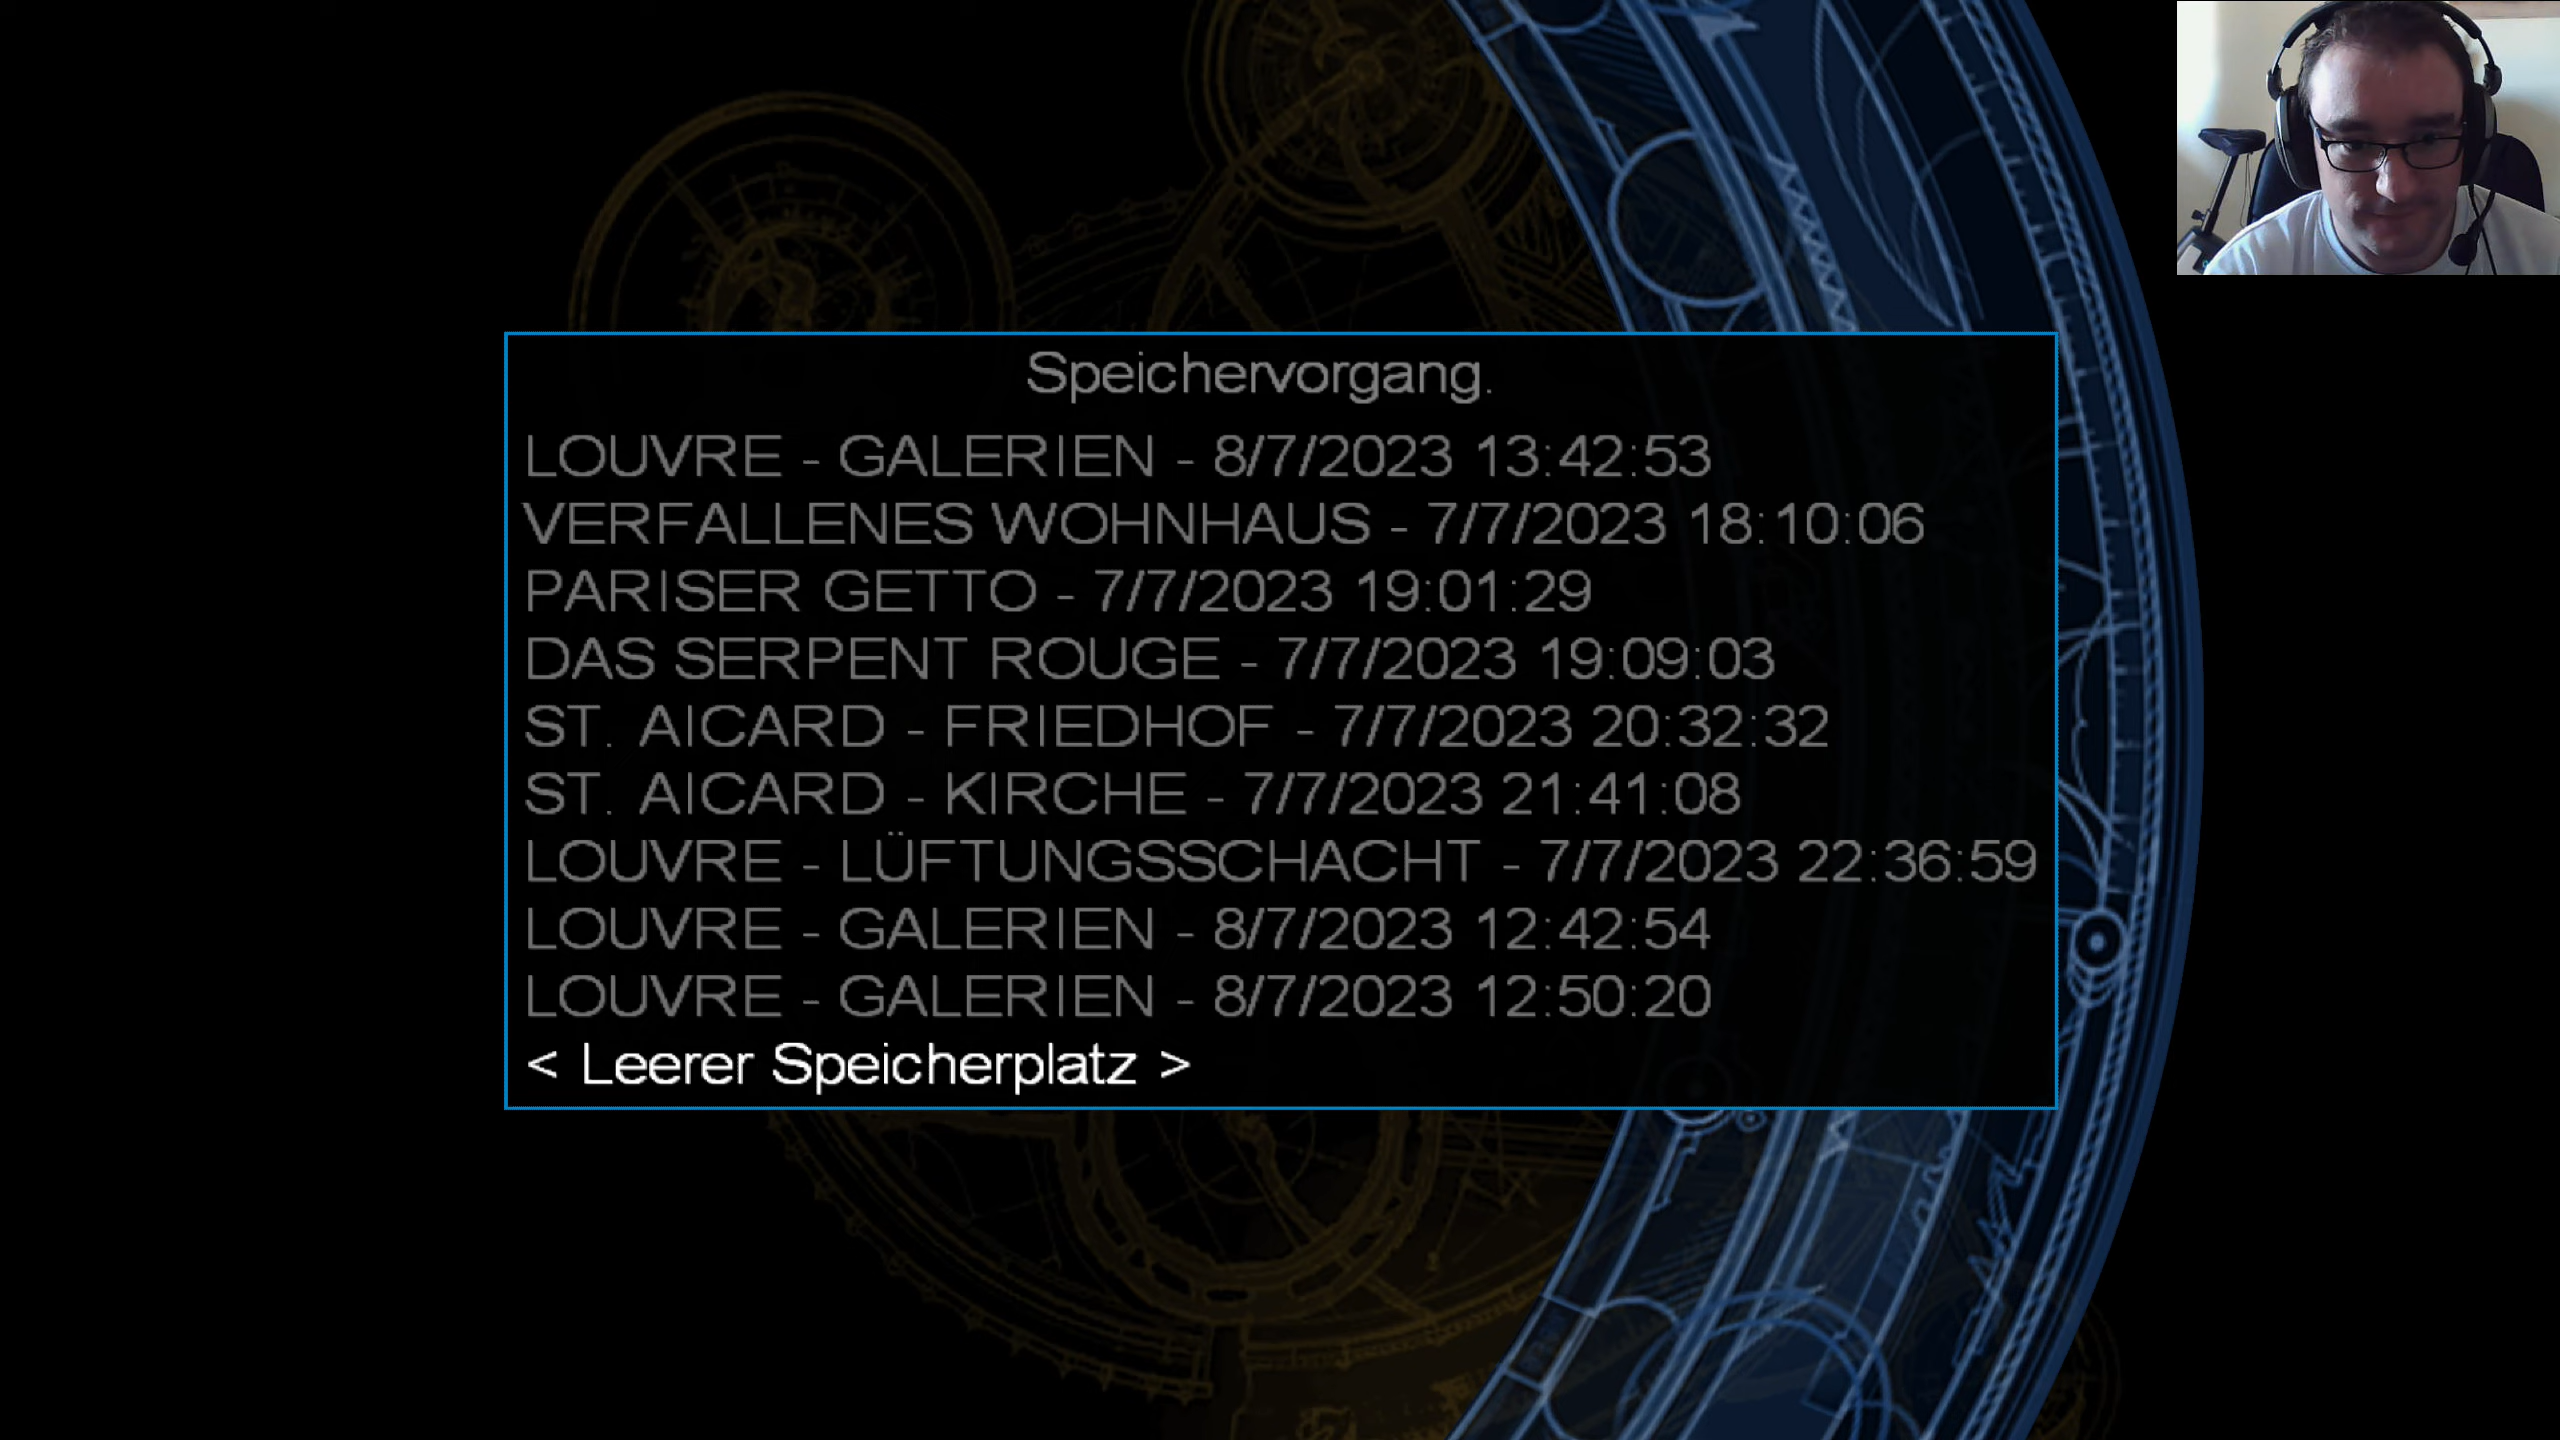 Speichervorgang.
LOUVRE - GALERIEN - 8/7/2023 13:42:53
VERFALLENES WOHNHAUS - 7/7/2023 18:10:06
PARISER GETTO - 7/7/2023 19:01:29
DAS SERPENT ROUGE - 7/7/2023 19:09:03
ST. AICARD - FRIEDHOF - 7/7/2023 20:32:32
ST. AICARD - KIRCHE - 7/7/2023 21:41:08
LOUVRE - LÜFTUNGSSCHACHT - 7/7/2023 22:36:59
LOUVRE - GALERIEN - 8/7/2023 12:42:54
LOUVRE - GALERIEN - 8/7/2023 12:50:20
< Leerer Speicherplatz >